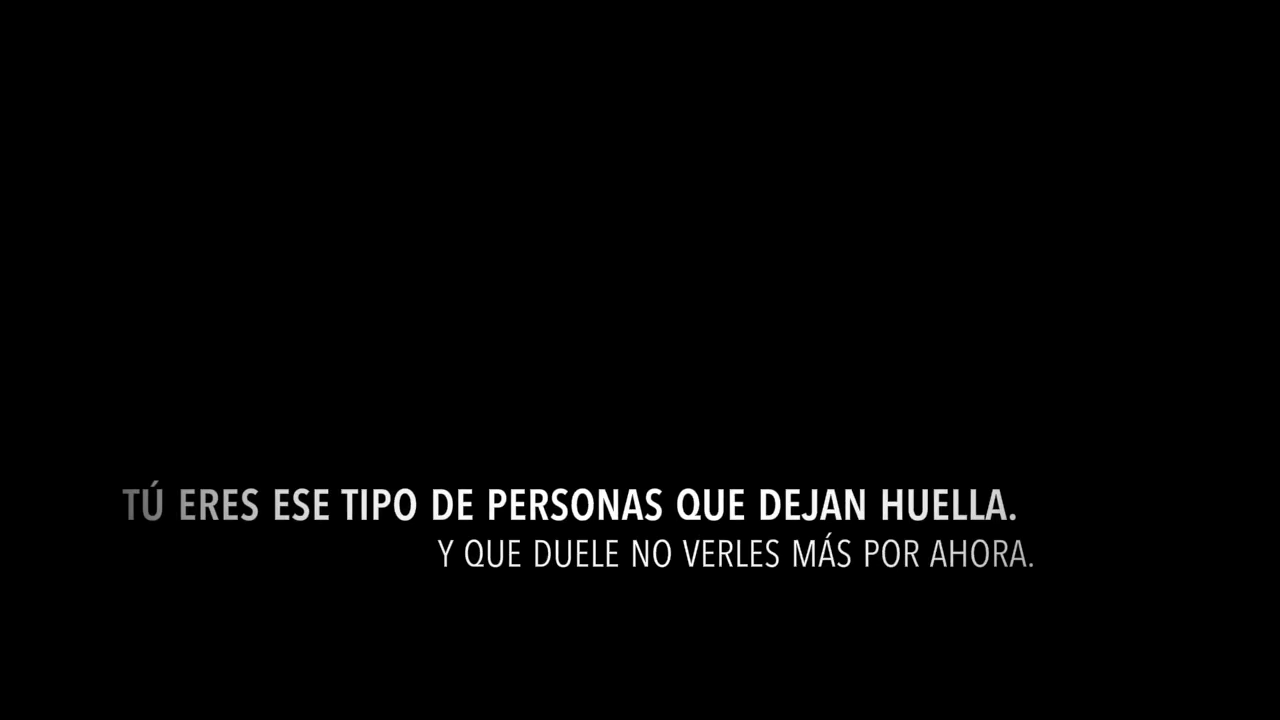 TÚ ERES ESE TIPO DE PERSONAS QUE DEJAN HUELLA.
Y QUE DUELE NO VERLES MÁS POR AHORA.